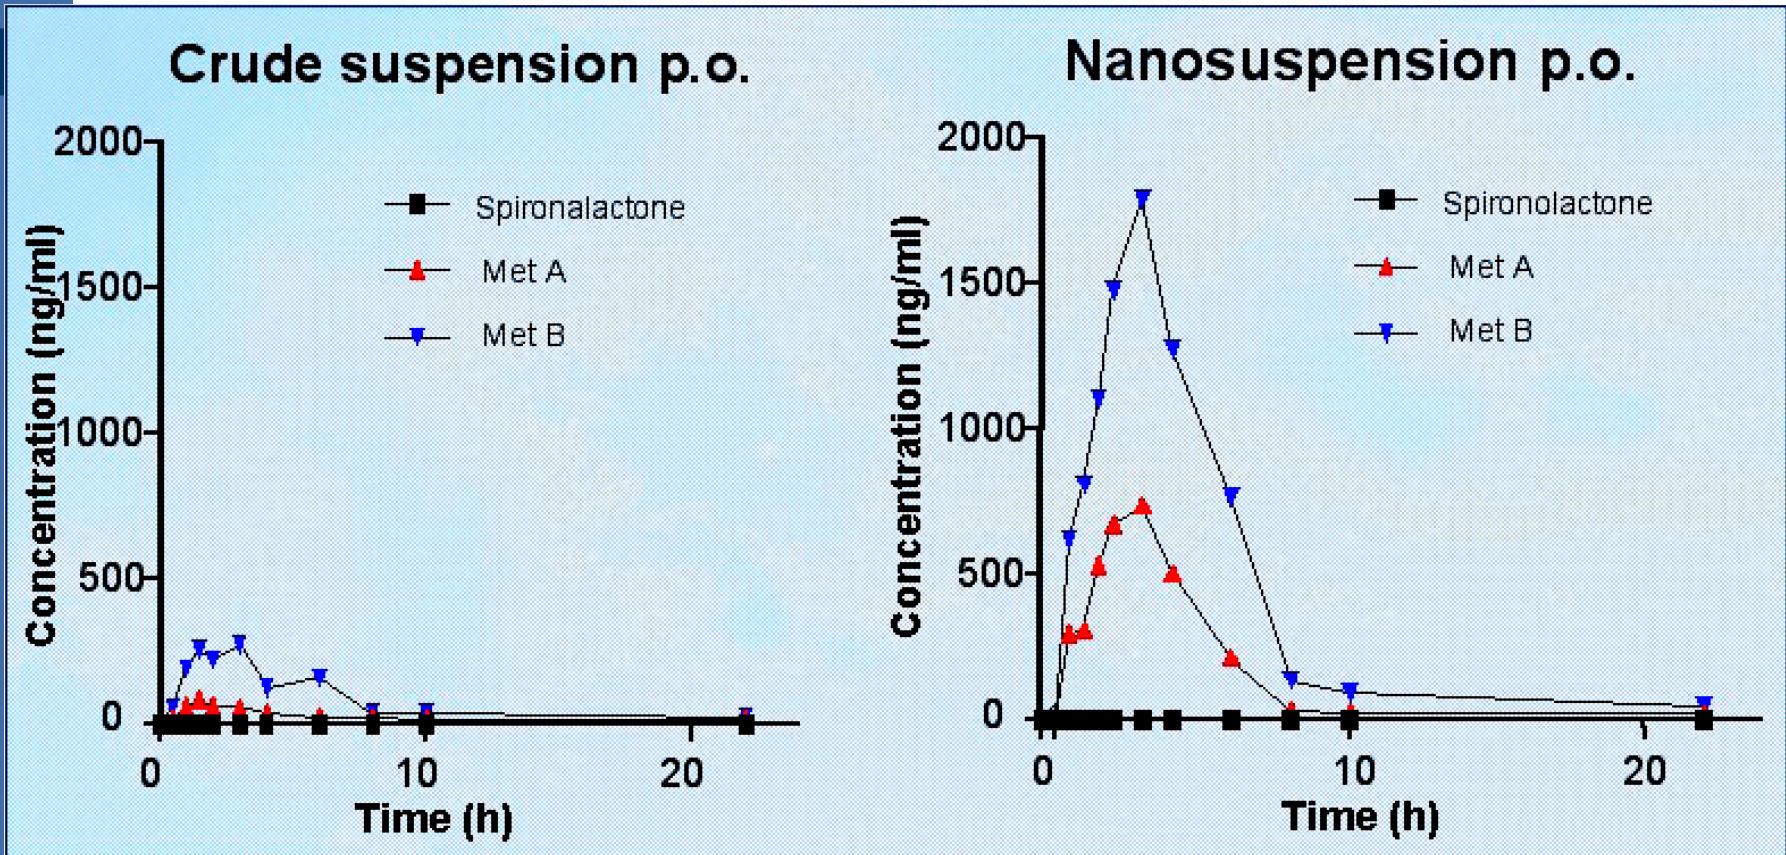 Crude suspension p.o.
2000
1500
1000
500
0
Concentration (ng/ml)
Spironalactone
Met A
Met B
0
10
20
Time (h)
Nanosuspension p.o.
2000
1500
1000
500
0
Concentration (ng/ml)
Spironolactone
Met A
Met B
0
10
20
Time (h)